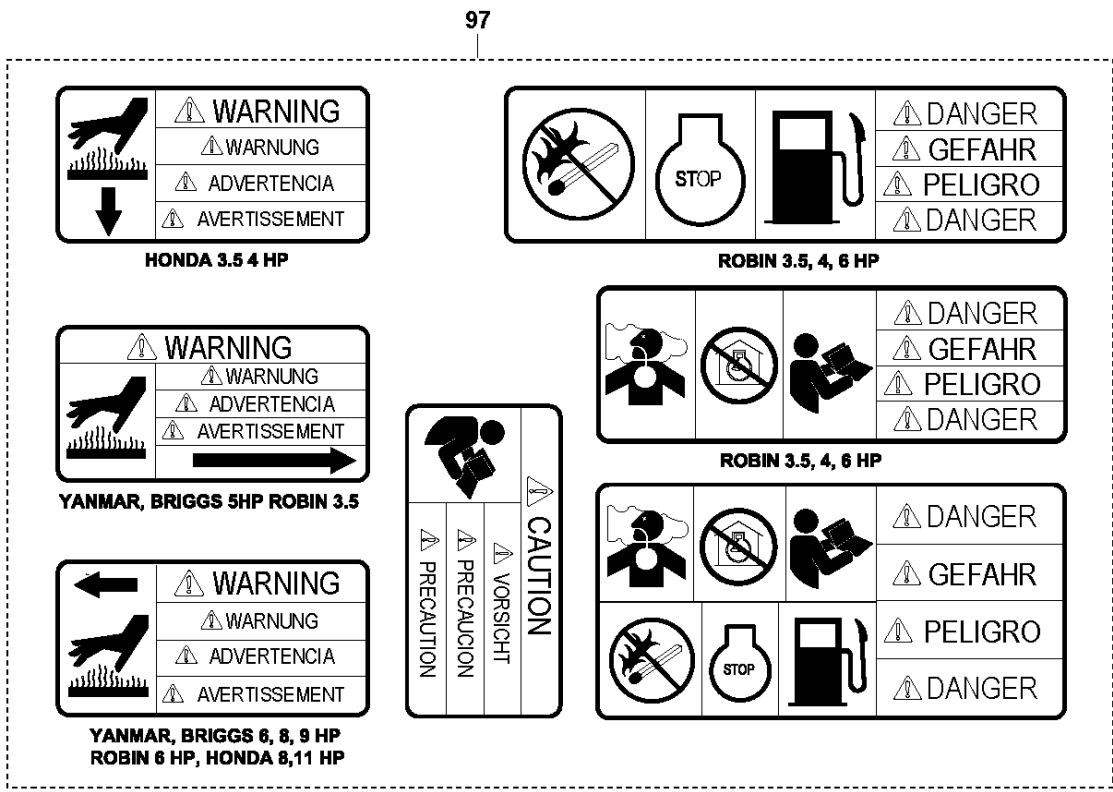 97
WARNING
WARNUNG
ADVERTENCIA
AVERTISSEMENT
HONDA 3.5 4 HP
STOP
DANGER
GEFAHR
PELIGRO
DANGER
ROBIN 3.5, 4, 6 HP
WARNING
WARNUNG
ADVERTENCIA
AVERTISSEMENT
YANMAR, BRIGGS 5HP ROBIN 3.5
DANGER
GEFAHR
PELIGRO
DANGER
ROBIN 3.5, 4, 6 HP
CAUTION
VORSICHT
PRECAUCION
PRECAUTION
WARNING
WARNUNG
ADVERTENCIA
AVERTISSEMENT
YANMAR, BRIGGS 6, 8, 9 HP
ROBIN 6 HP, HONDA 8,11 HP
STOP
DANGER
GEFAHR
PELIGRO
DANGER